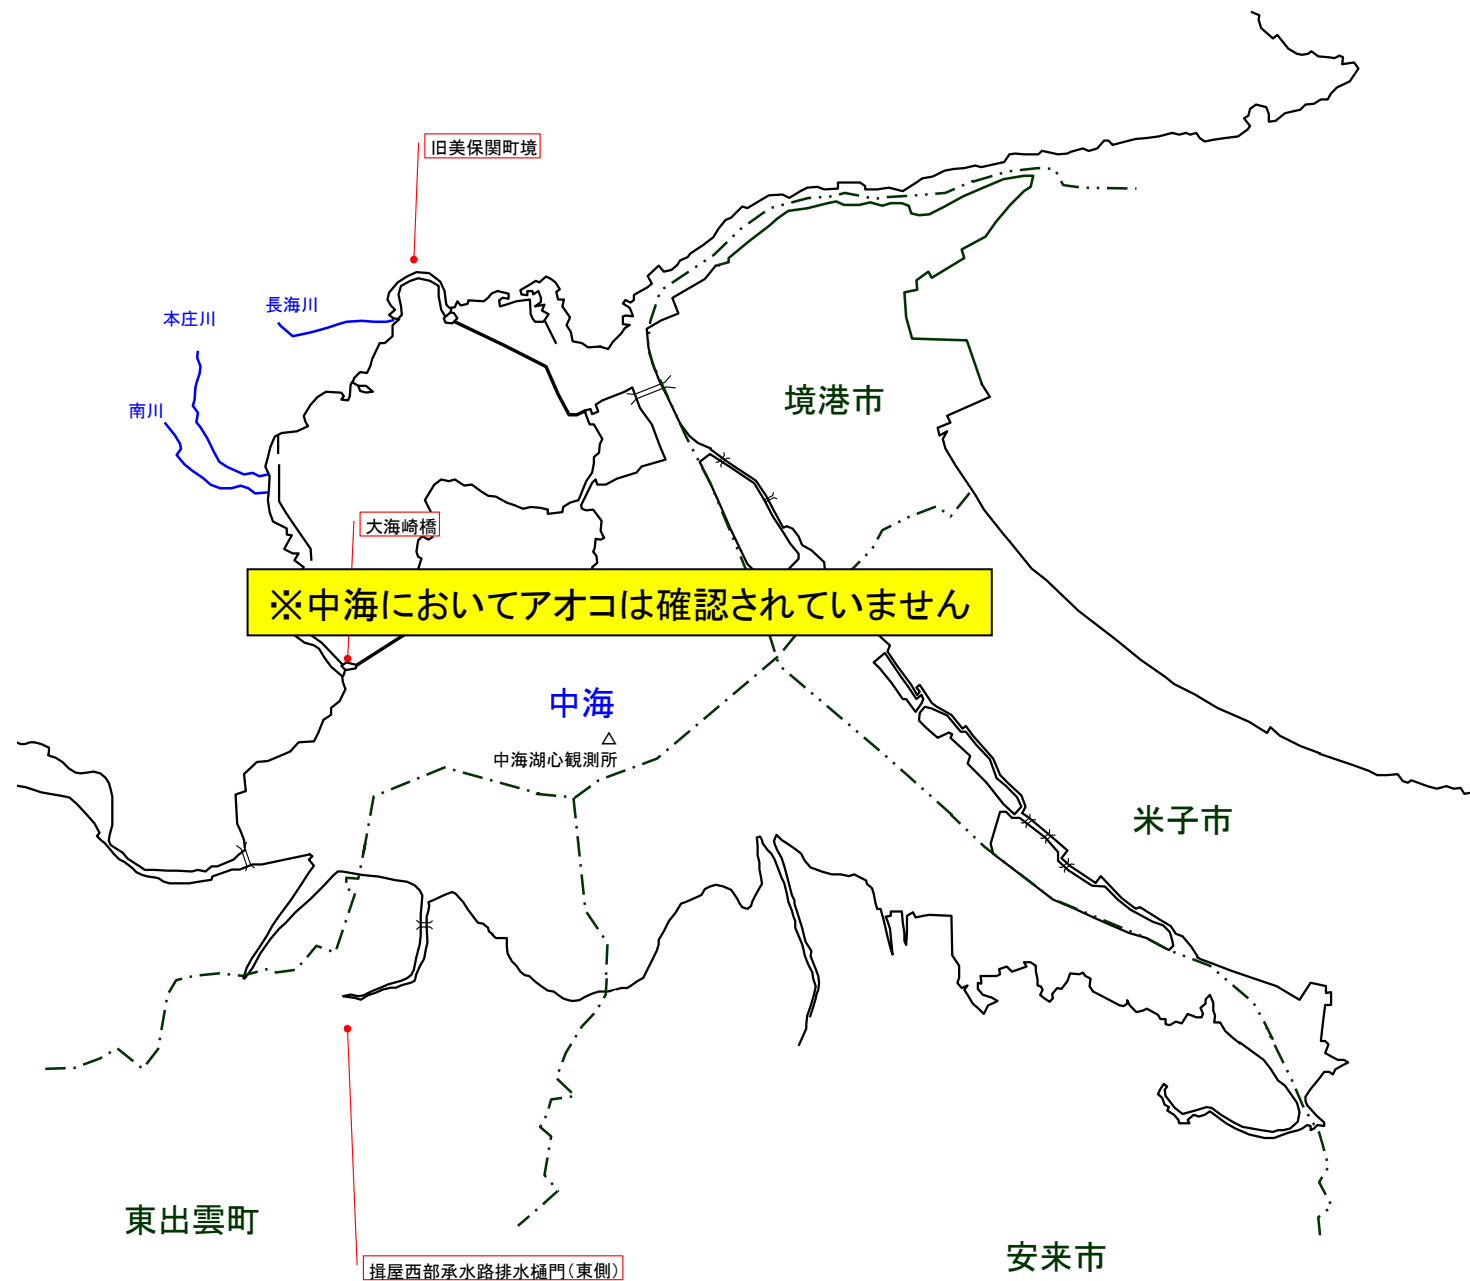 旧美保関町境
長海川
本庄川
南川
境港市
大海崎橋
※中海においてアオコは確認されていません
中海
中海湖心観測所
米子市
東出雲町
安来市
揖屋西部承水路排水樋門(東側)